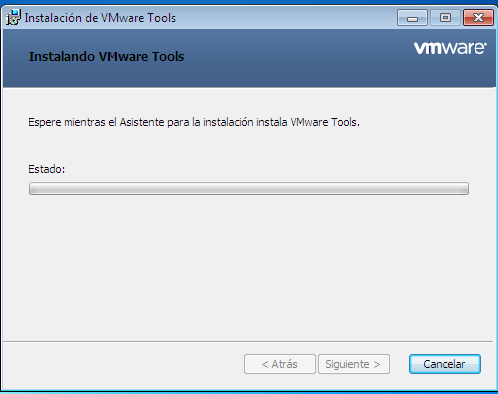 Instalación de VMware Tools
Instalando VMware Tools
vmware®
Espere mientras el Asistente para la instalación instala VMware Tools.
Estado:
< Atrás
Siguiente >
Cancelar